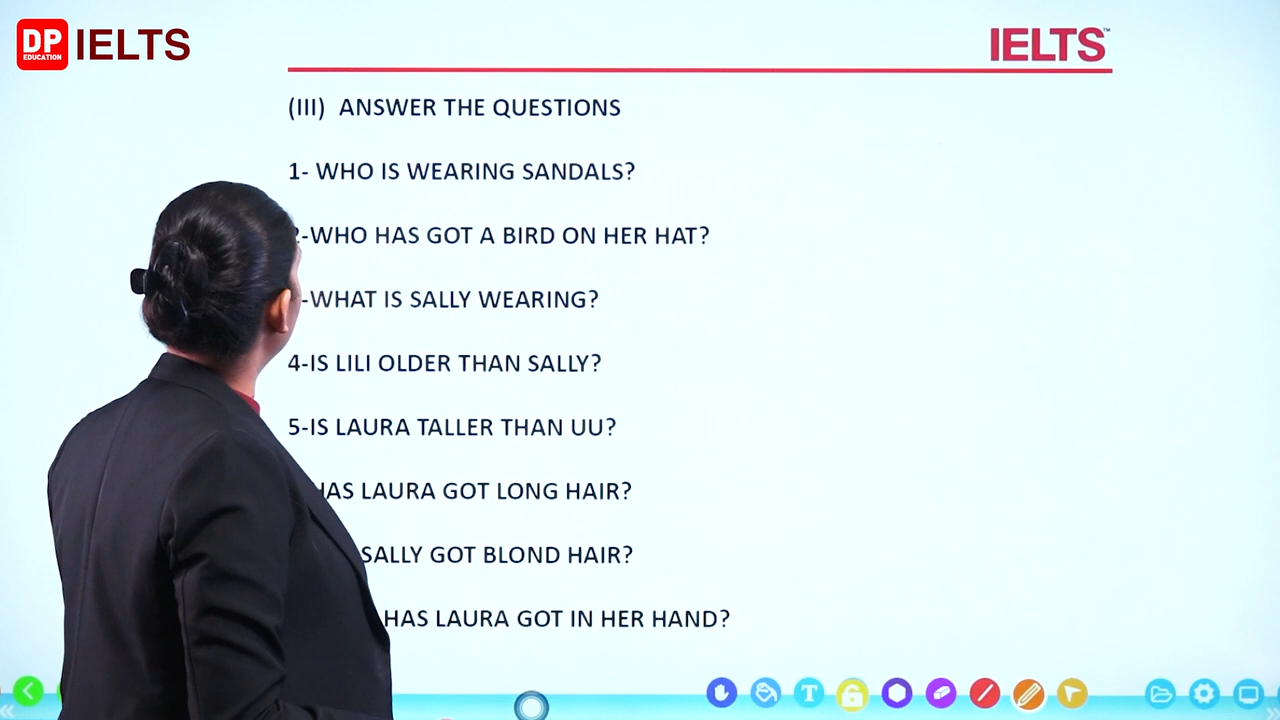 DP
EDUCATION
IELTS
IELTS™
(III) ANSWER THE QUESTIONS
1- WHO IS WEARING SANDALS?
-WHO HAS GOT A BIRD ON HER HAT?
-WHAT IS SALLY WEARING?
4-IS LILI OLDER THAN SALLY?
5-IS LAURA TALLER THAN UU?
HAS LAURA GOT LONG HAIR?
SALLY GOT BLOND HAIR?
HAS LAURA GOT IN HER HAND?
T